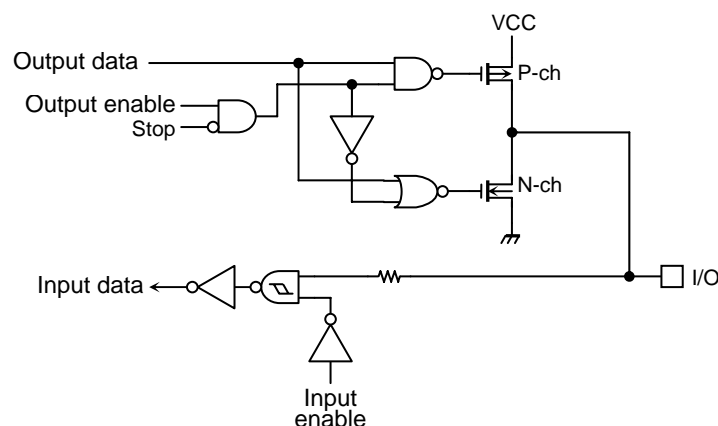 VCC
Output data
P-ch
Output enable
Stop
N-ch
Input data
I/O
Input
enable